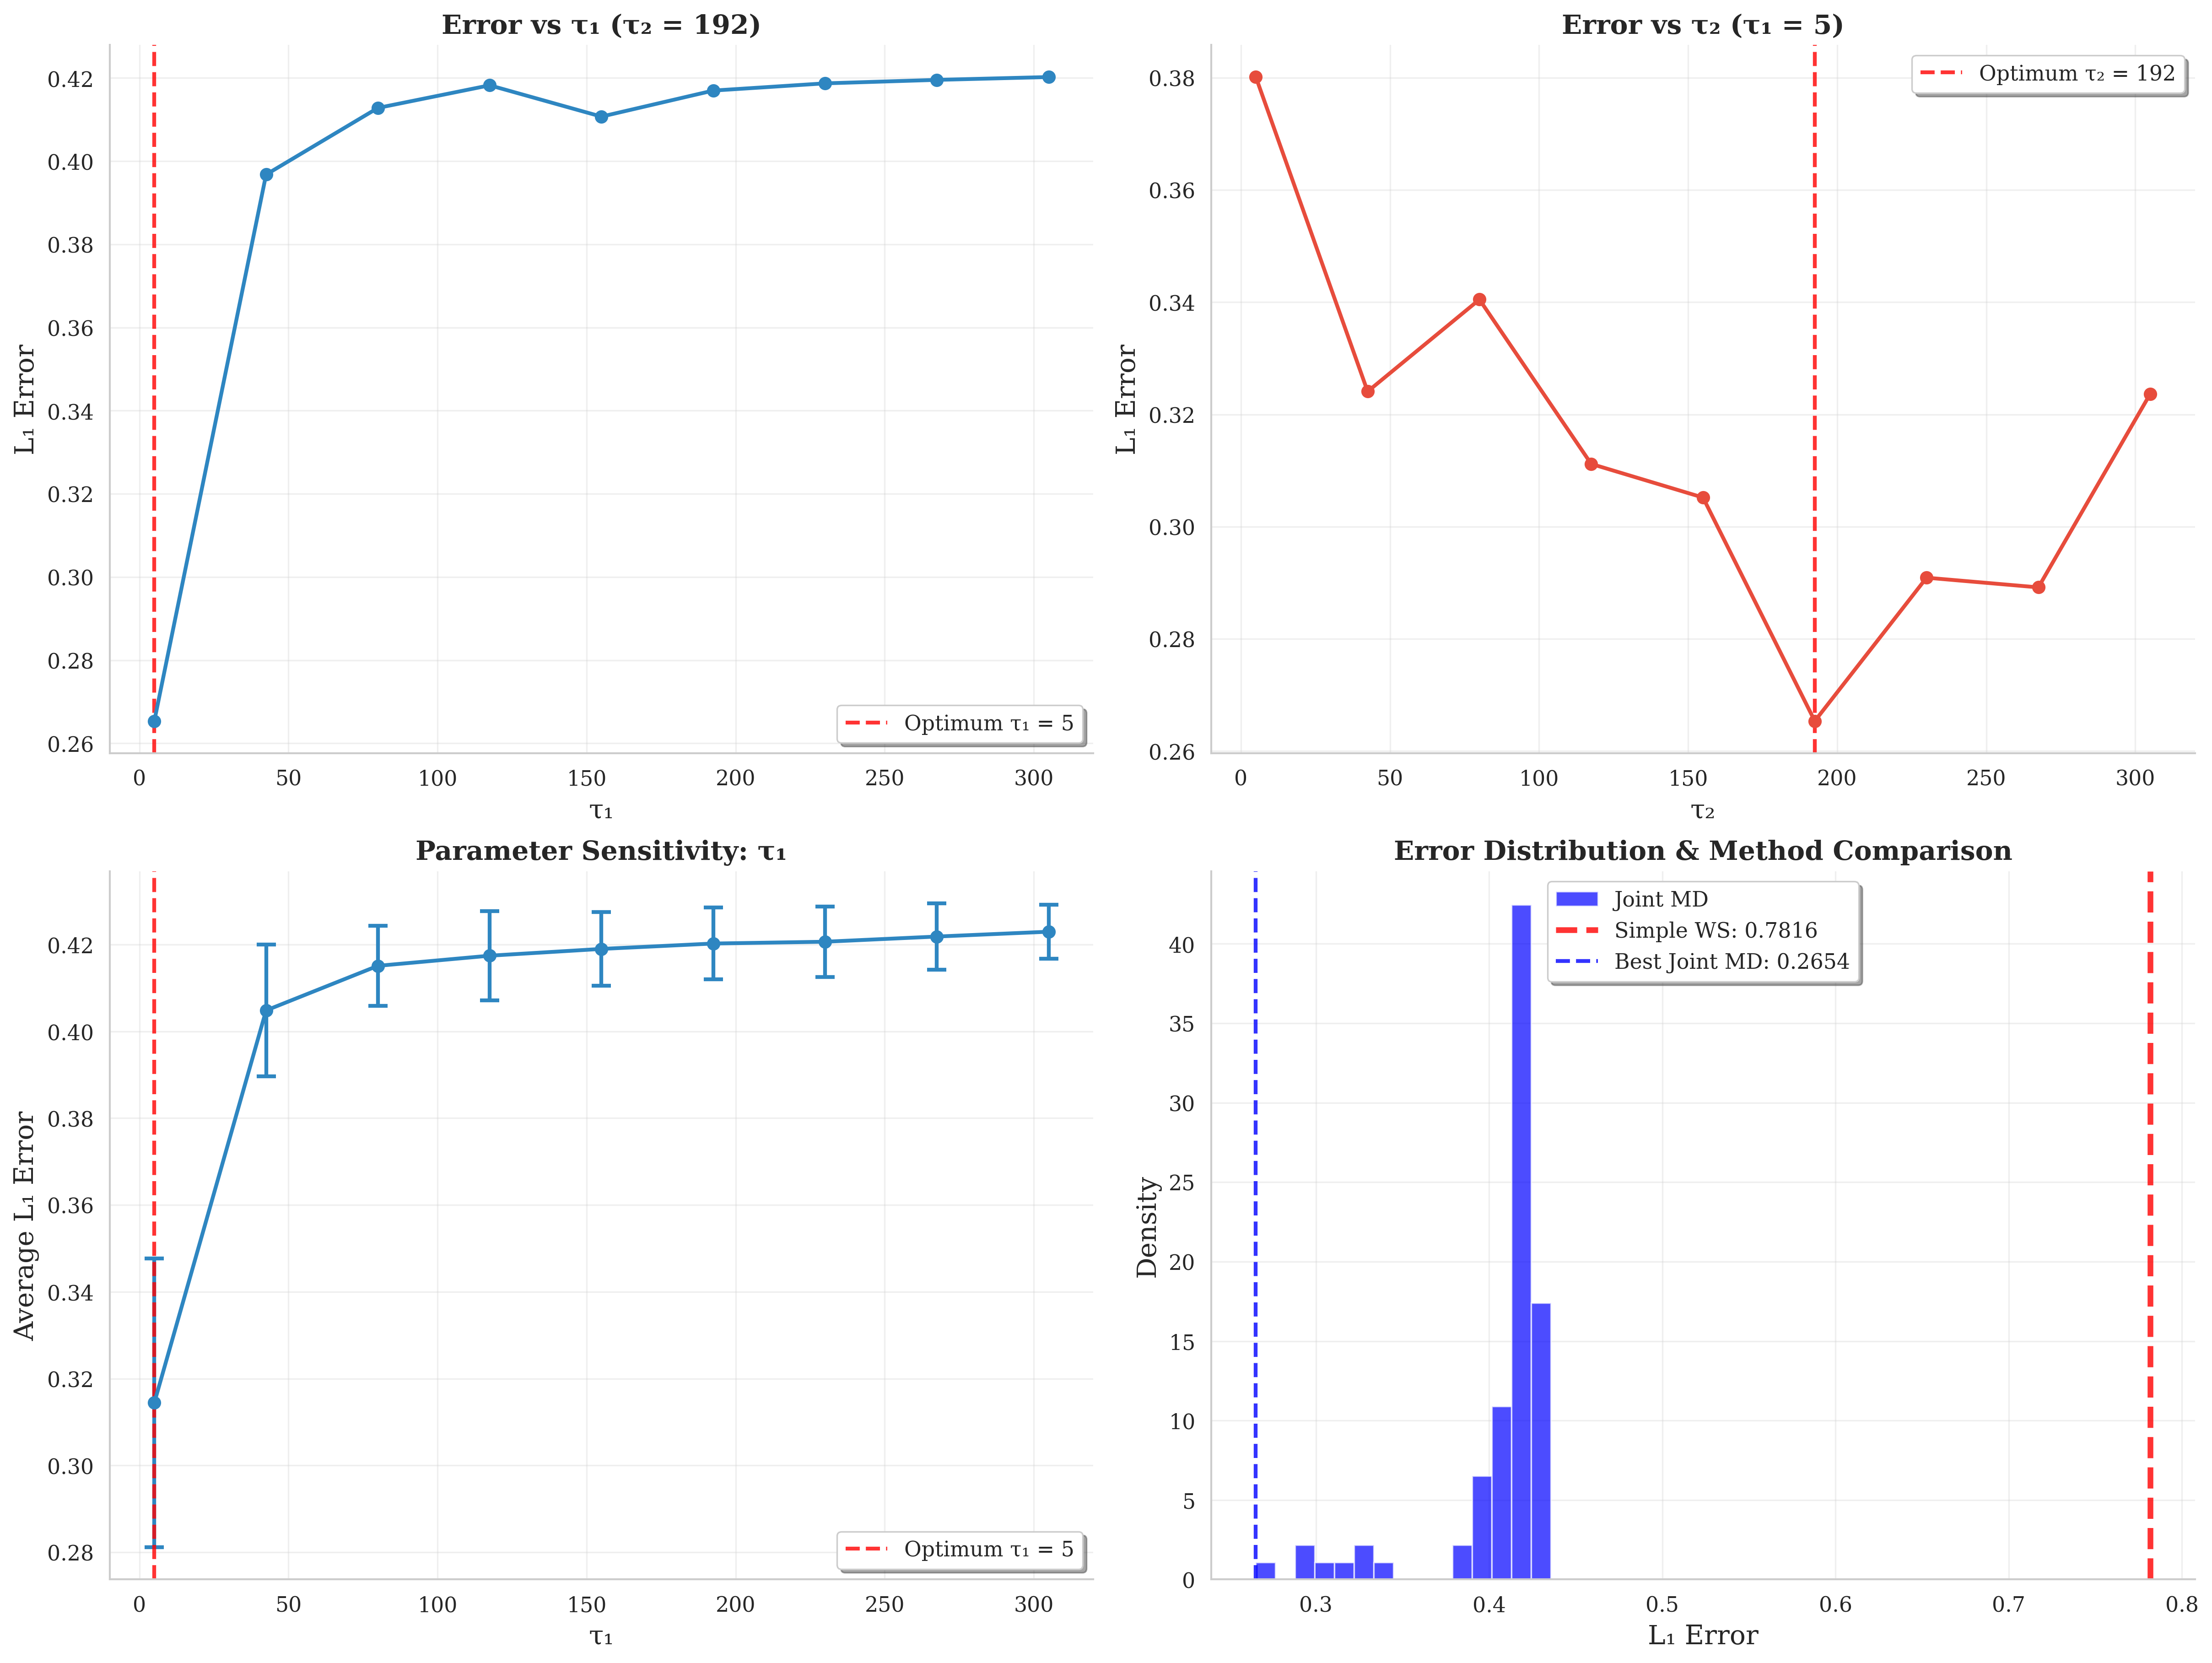 Error vs τ₁ (τ₂ = 192)
L₁ Error
0.42
0.40
0.38
0.36
0.34
0.32
0.30
0.28
0.26
Optimum τ₁ = 5
0 50 100 150 200 250 300
τ₁
Error vs τ₂ (τ₁ = 5)
L₁ Error
0.38
0.36
0.34
0.32
0.30
0.28
0.26
Optimum τ₂ = 192
0 50 100 150 200 250 300
τ₂
Parameter Sensitivity: τ₁
Average L₁ Error
0.42
0.40
0.38
0.36
0.34
0.32
0.30
0.28
Optimum τ₁ = 5
0 50 100 150 200 250 300
τ₁
Error Distribution & Method Comparison
Density
40
35
30
25
20
15
10
5
0
Joint MD
Simple WS: 0.7816
Best Joint MD: 0.2654
0.3 0.4 0.5 0.6 0.7 0.8
L₁ Error